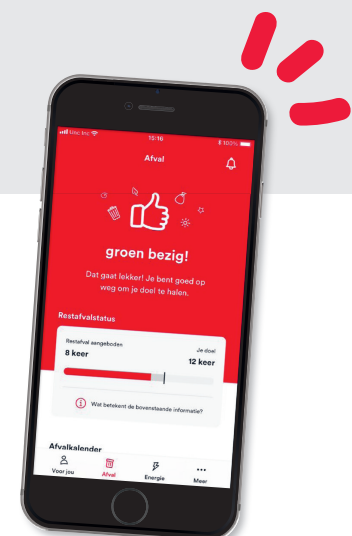 15:16
100%
Afval
groen bezig!
Dat gaat lekker! Je bent goed op
weg om je doel te halen.
Restafvalstatus
Restafval aangeboden
Je doel
8 keer
12 keer
Wat betekent de bovenstaande informatie?
Afvalkalender
Voor jou
Afval
Energie
Meer